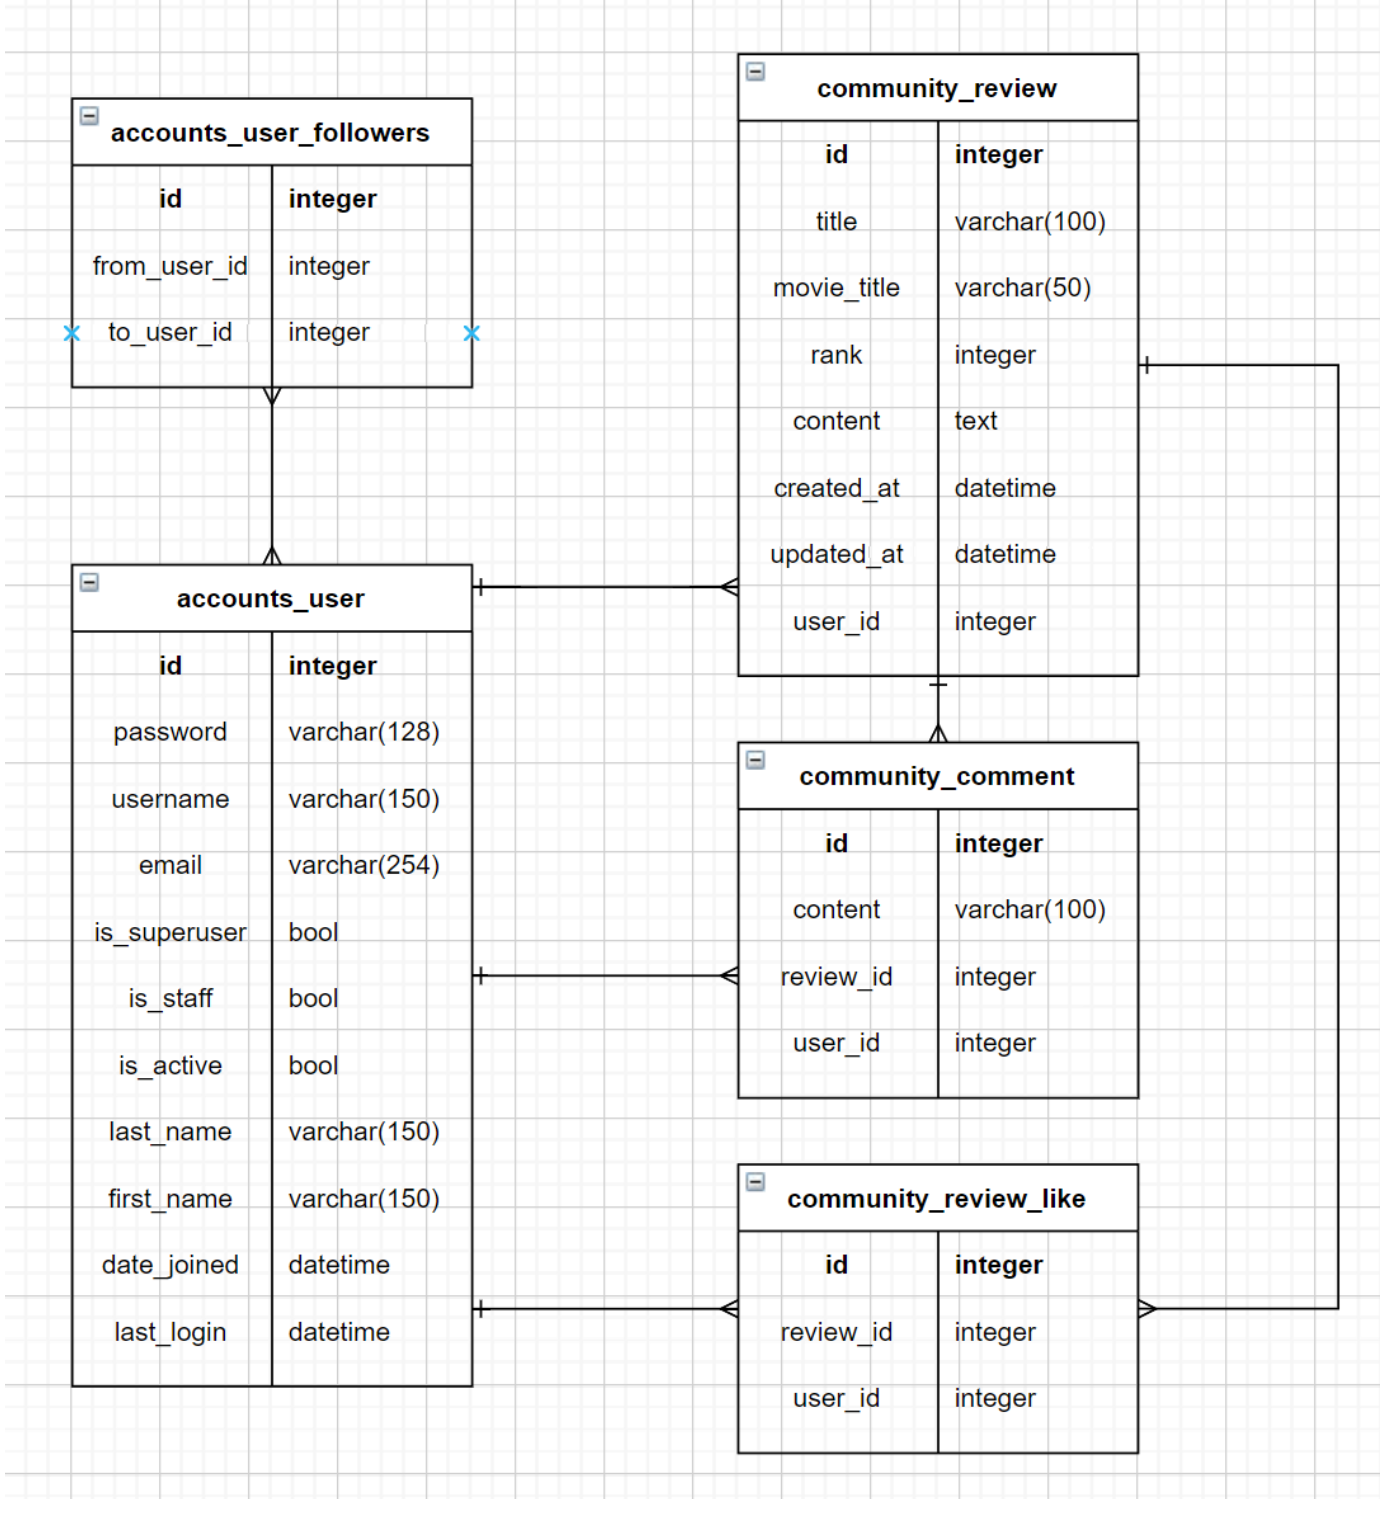 accounts_user_followers
id integer
from_user_id integer
to_user_id integer
community_review
id integer
title varchar(100)
movie_title varchar(50)
rank integer
content text
created_at datetime
updated_at datetime
user_id integer
accounts_user
id integer
password varchar(128)
username varchar(150)
email varchar(254)
is_superuser bool
is_staff bool
is_active bool
last_name varchar(150)
first_name varchar(150)
date_joined datetime
last_login datetime
community_comment
id integer
content varchar(100)
review_id integer
user_id integer
community_review_like
id integer
review_id integer
user_id integer